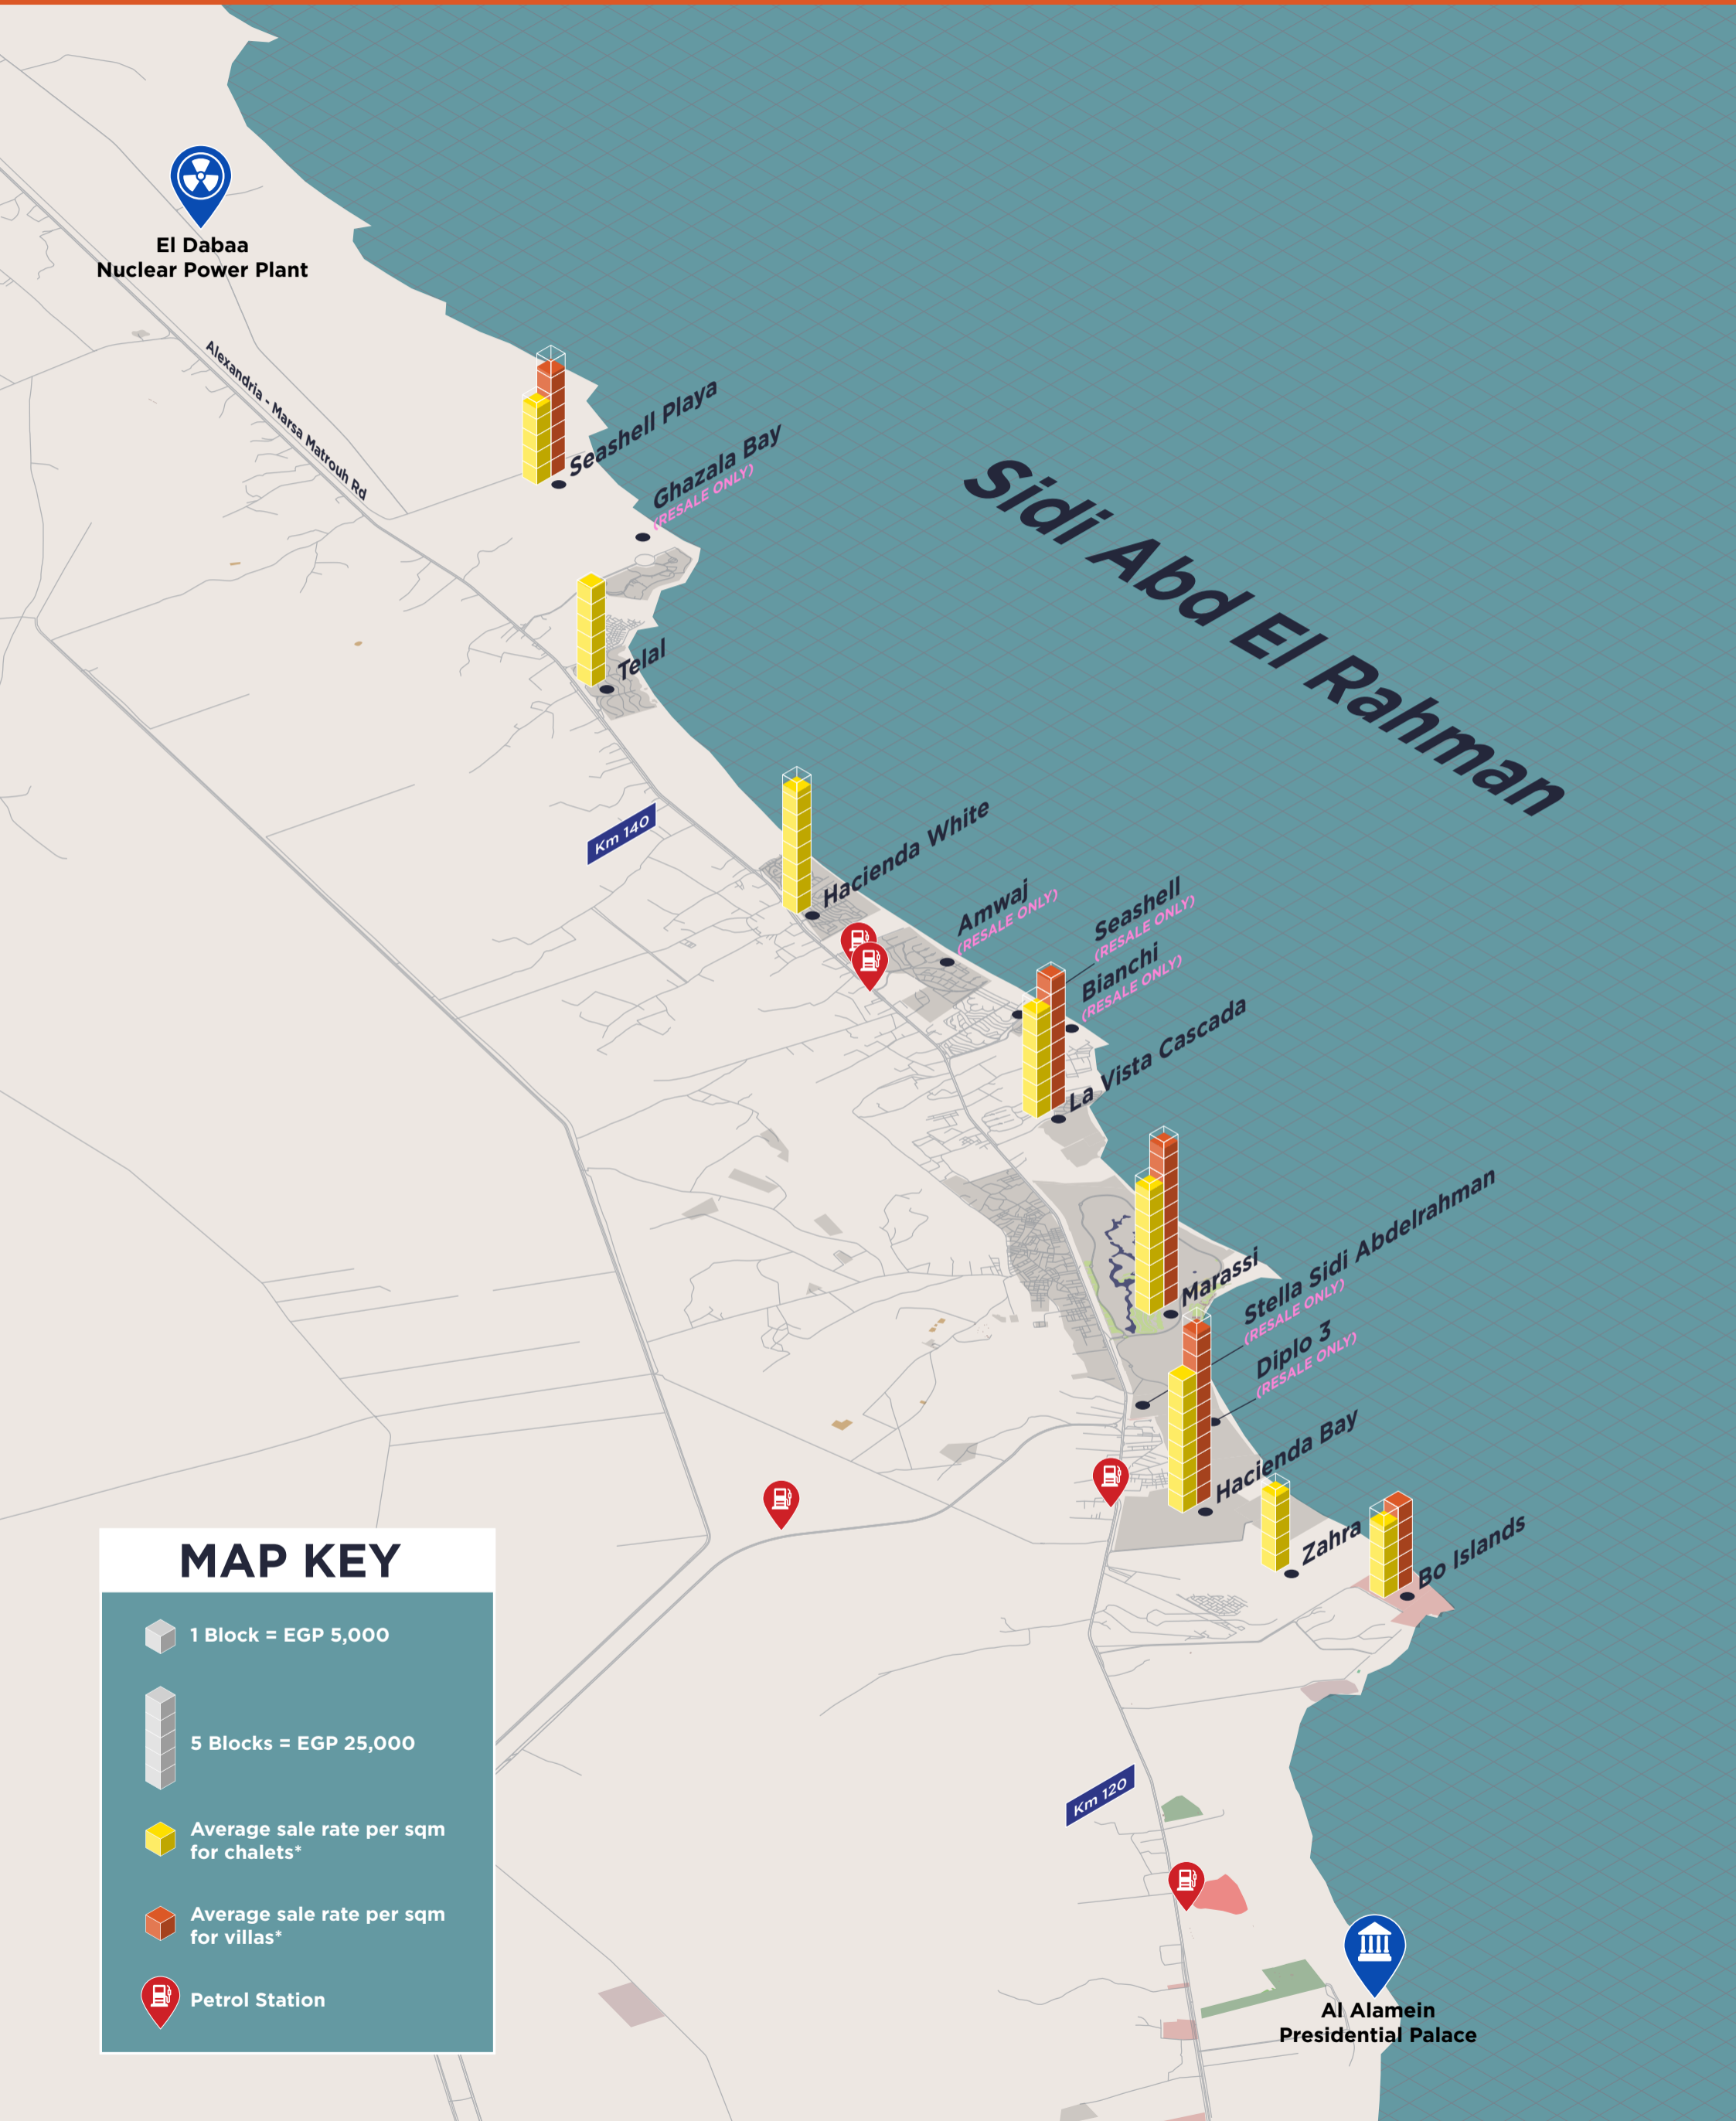 El Dabaa
Nuclear Power Plant
Alexandria - Marsa Matrouh Rd
Seashell Playa
Ghazala Bay
(RESALE ONLY)
Sidi Abd El Rahman
Telal
Km 140
Hacienda White
Amwaj
(RESALE ONLY)
Seashell
(RESALE ONLY)
Bianchi
(RESALE ONLY)
La Vista Cascada
Marassi
Stella Sidi Abdelrahman
(RESALE ONLY)
Diplo 3
(RESALE ONLY)
Hacienda Bay
Zahra
Bo Islands
MAP KEY
1 Block = EGP 5,000
5 Blocks = EGP 25,000
Average sale rate per sqm
for chalets*
Average sale rate per sqm
for villas*
Petrol Station
Km 120
Al Alamein
Presidential Palace